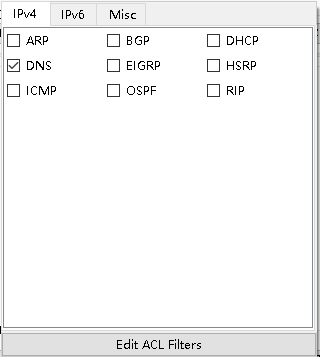 IPv4 IPv6 Misc
ARP BGP DHCP
DNS EIGRP HSRP
ICMP OSPF RIP
Edit ACL Filters